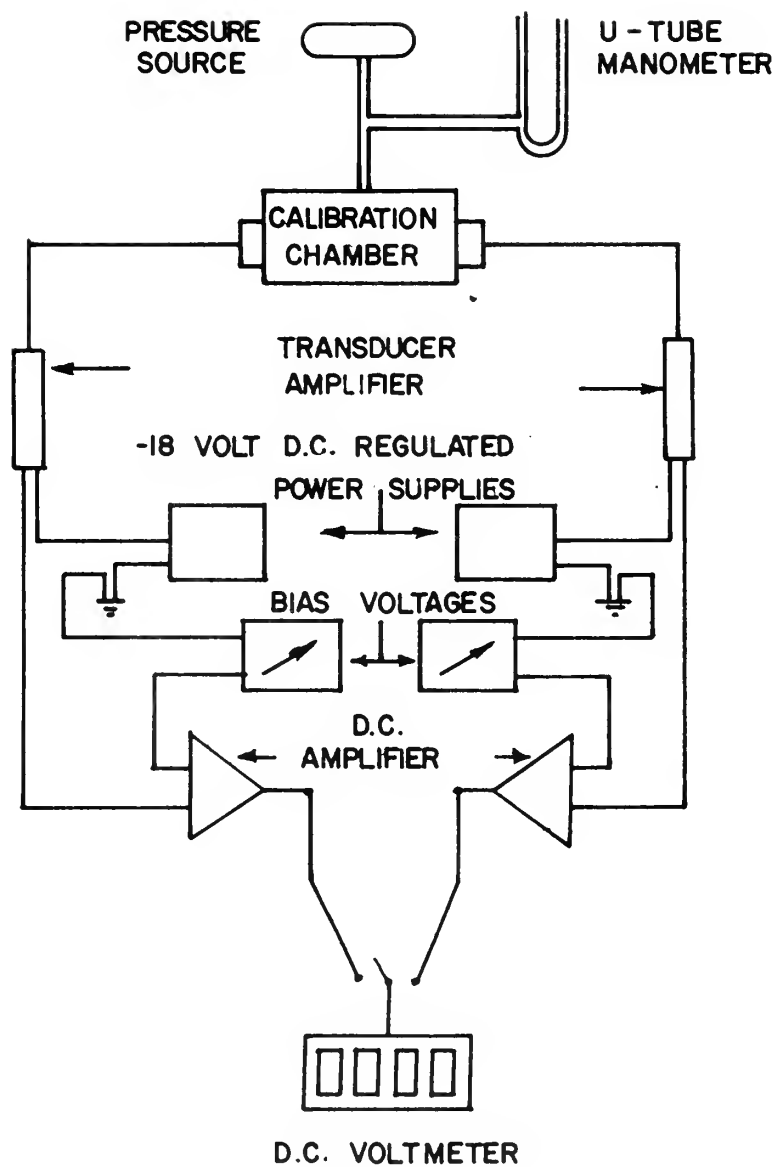 PRESSURE
SOURCE
U - TUBE
MANOMETER
CALIBRATION
CHAMBER
TRANSDUCER
AMPLIFIER
-18 VOLT D.C. REGULATED
POWER SUPPLIES
BIAS VOLTAGES
D.C.
AMPLIFIER
D.C. VOLTMETER